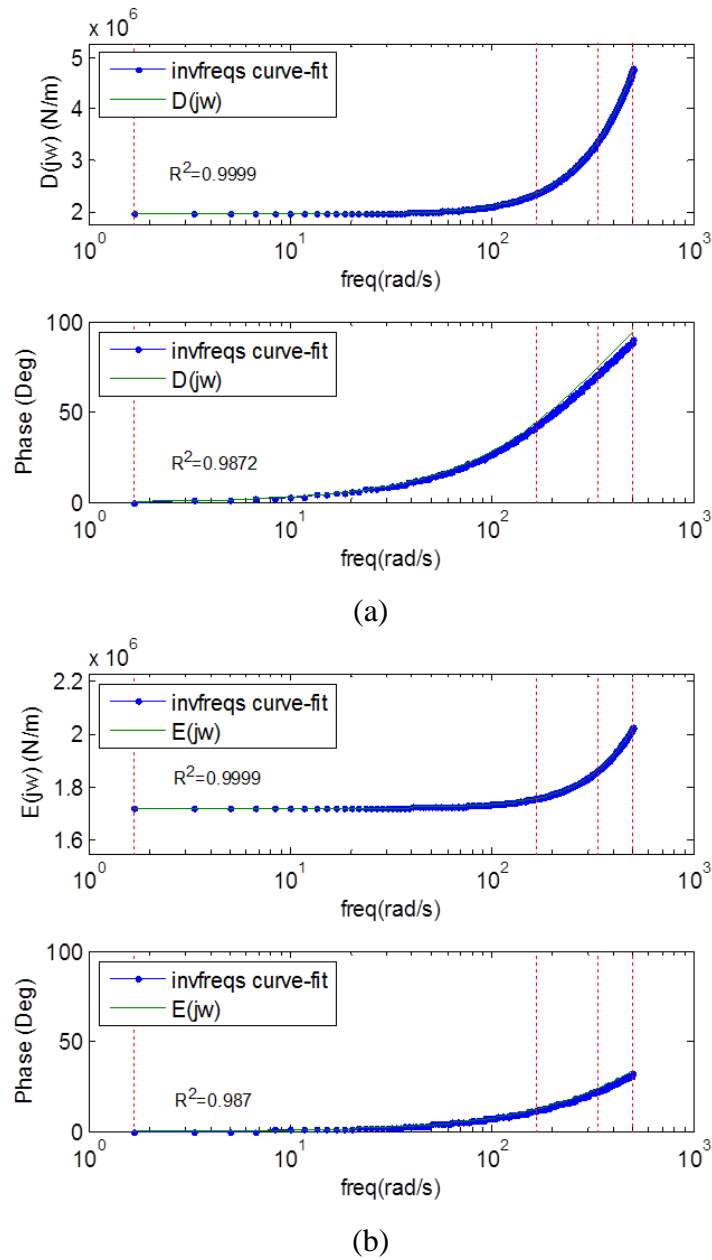 x 10^6
5
4
3
2
D(jw) (N/m)
invfreqs curve-fit
D(jw)
R^2=0.9999
10^0 10^1 10^2 10^3
freq(rad/s)
100
50
0
Phase (Deg)
invfreqs curve-fit
D(jw)
R^2=0.9872
10^0 10^1 10^2 10^3
freq(rad/s)
(a)
x 10^6
2.2
2
1.8
1.6
E(jw) (N/m)
invfreqs curve-fit
E(jw)
R^2=0.9999
10^0 10^1 10^2 10^3
freq(rad/s)
100
50
0
Phase (Deg)
invfreqs curve-fit
E(jw)
R^2=0.987
10^0 10^1 10^2 10^3
freq(rad/s)
(b)